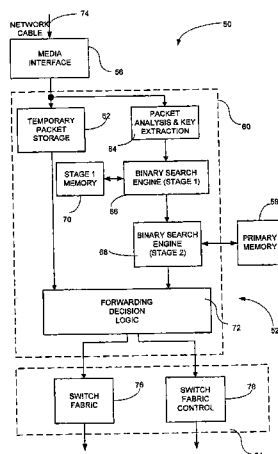 NETWORK
CABLE
74
50
MEDIA
INTERFACE
56
60
TEMPORARY
PACKET
STORAGE
62
PACKET
ANALYSIS & KEY
EXTRACTION
64
STAGE 1
MEMORY
70
BINARY SEARCH
ENGINE (STAGE 1)
66
BINARY SEARCH
ENGINE
(STAGE 2)
68
PRIMARY
MEMORY
FORWARDING
DECISION
LOGIC
72
52
SWITCH
FABRIC
76
SWITCH
FABRIC
CONTROL
78